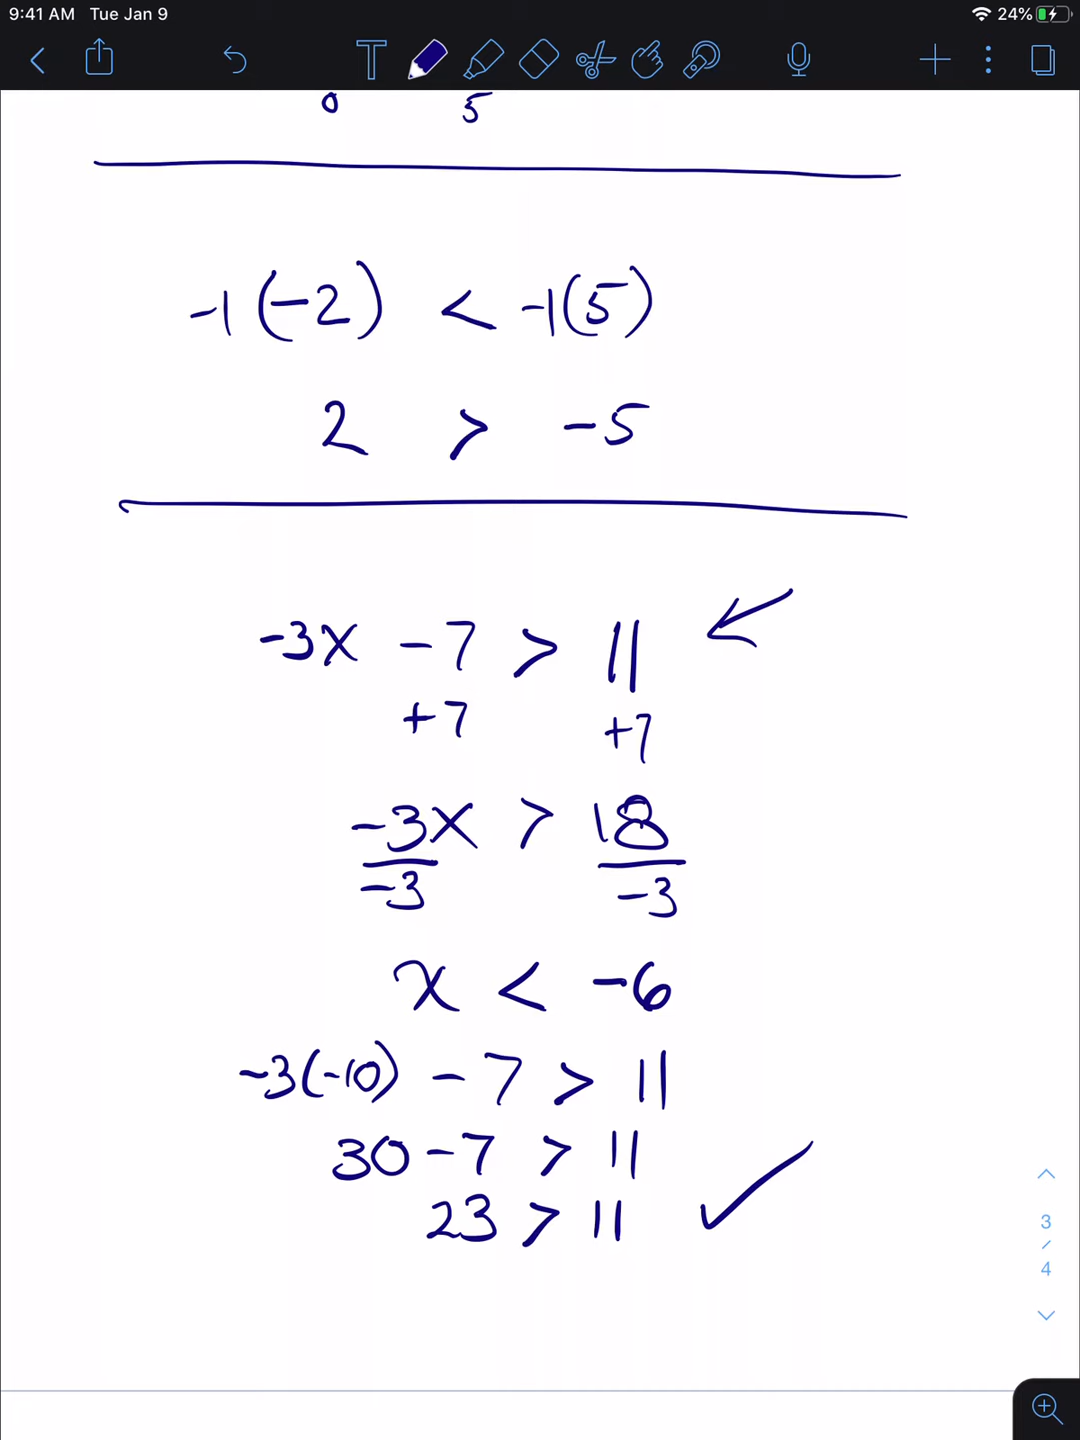 9:41 AM Tue Jan 9 24%
T
0 5
-1(-2) < -1(5)
2 > -5
-3x - 7 > 11
+7 +7
-3x > 18
-3 -3
x < -6
-3(-10) - 7 > 11
30 - 7 > 11
23 > 11
3
/
4